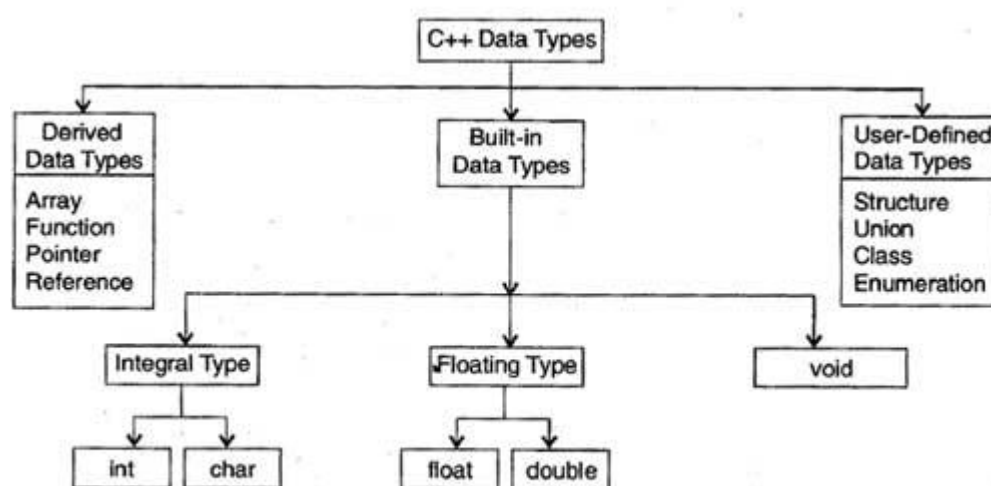 C++ Data Types
Derived
Data Types
Array
Function
Pointer
Reference
Built-in
Data Types
User-Defined
Data Types
Structure
Union
Class
Enumeration
Integral Type
Floating Type
void
int
char
float
double